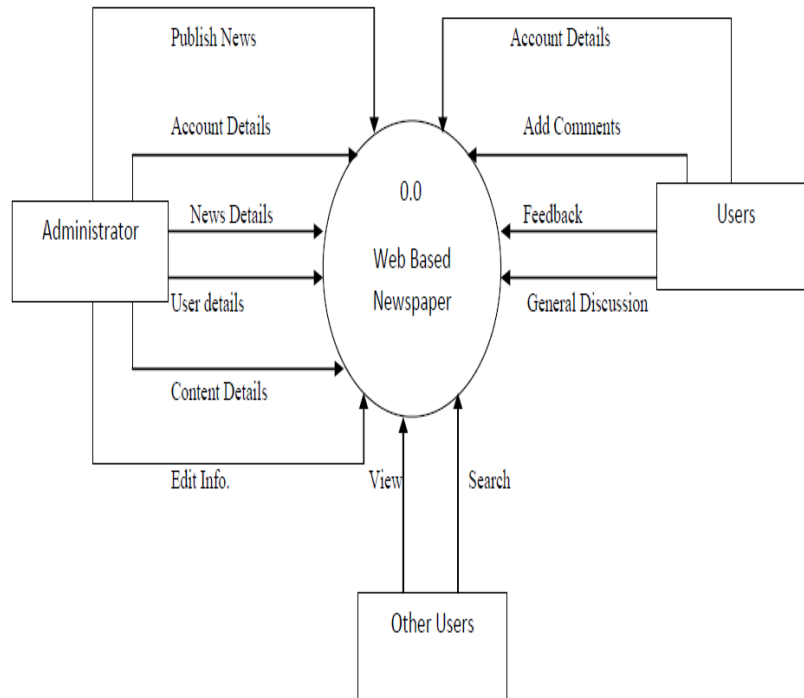 Publish News
Account Details
Account Details
Add Comments
0.0
Administrator
News Details
Feedback
Users
Web Based
Newspaper
User details
General Discussion
Content Details
Edit Info.
View
Search
Other Users